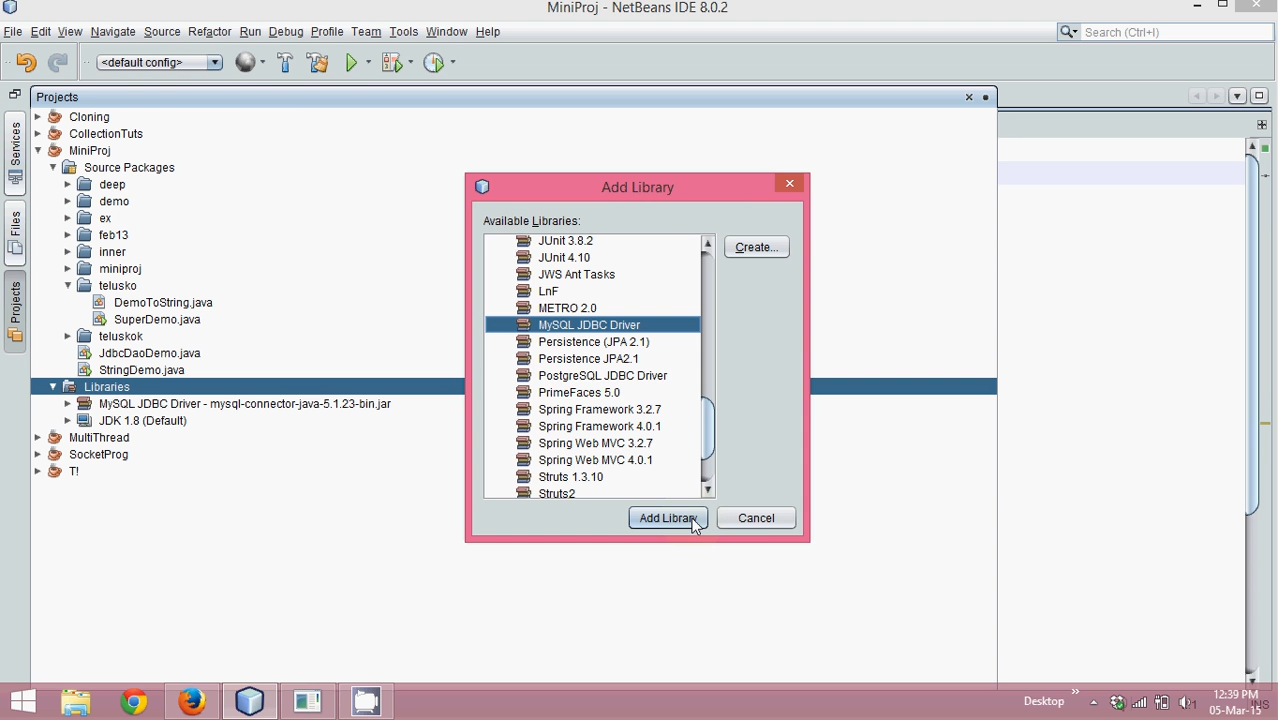 MiniProj - NetBeans IDE 8.0.2
File Edit View Navigate Source Refactor Run Debug Profile Team Tools Window Help
Search (Ctrl+I)
<default config>
Projects
Services
Files
Projects
Cloning
CollectionTuts
MiniProj
Source Packages
deep
demo
ex
feb13
inner
miniproj
telusko
DemoToString.java
SuperDemo.java
teluskok
JdbcDaoDemo.java
StringDemo.java
Libraries
MySQL JDBC Driver - mysql-connector-java-5.1.23-bin.jar
JDK 1.8 (Default)
MultiThread
SocketProg
T!
Add Library
Available Libraries:
Create...
JUnit 3.8.2
JUnit 4.10
JWS Ant Tasks
LnF
METRO 2.0
MySQL JDBC Driver
Persistence (JPA 2.1)
Persistence JPA2.1
PostgreSQL JDBC Driver
PrimeFaces 5.0
Spring Framework 3.2.7
Spring Framework 4.0.1
Spring Web MVC 3.2.7
Spring Web MVC 4.0.1
Struts 1.3.10
Struts2
Add Library
Cancel
Desktop
12:39 PM
05-Mar-15
INS